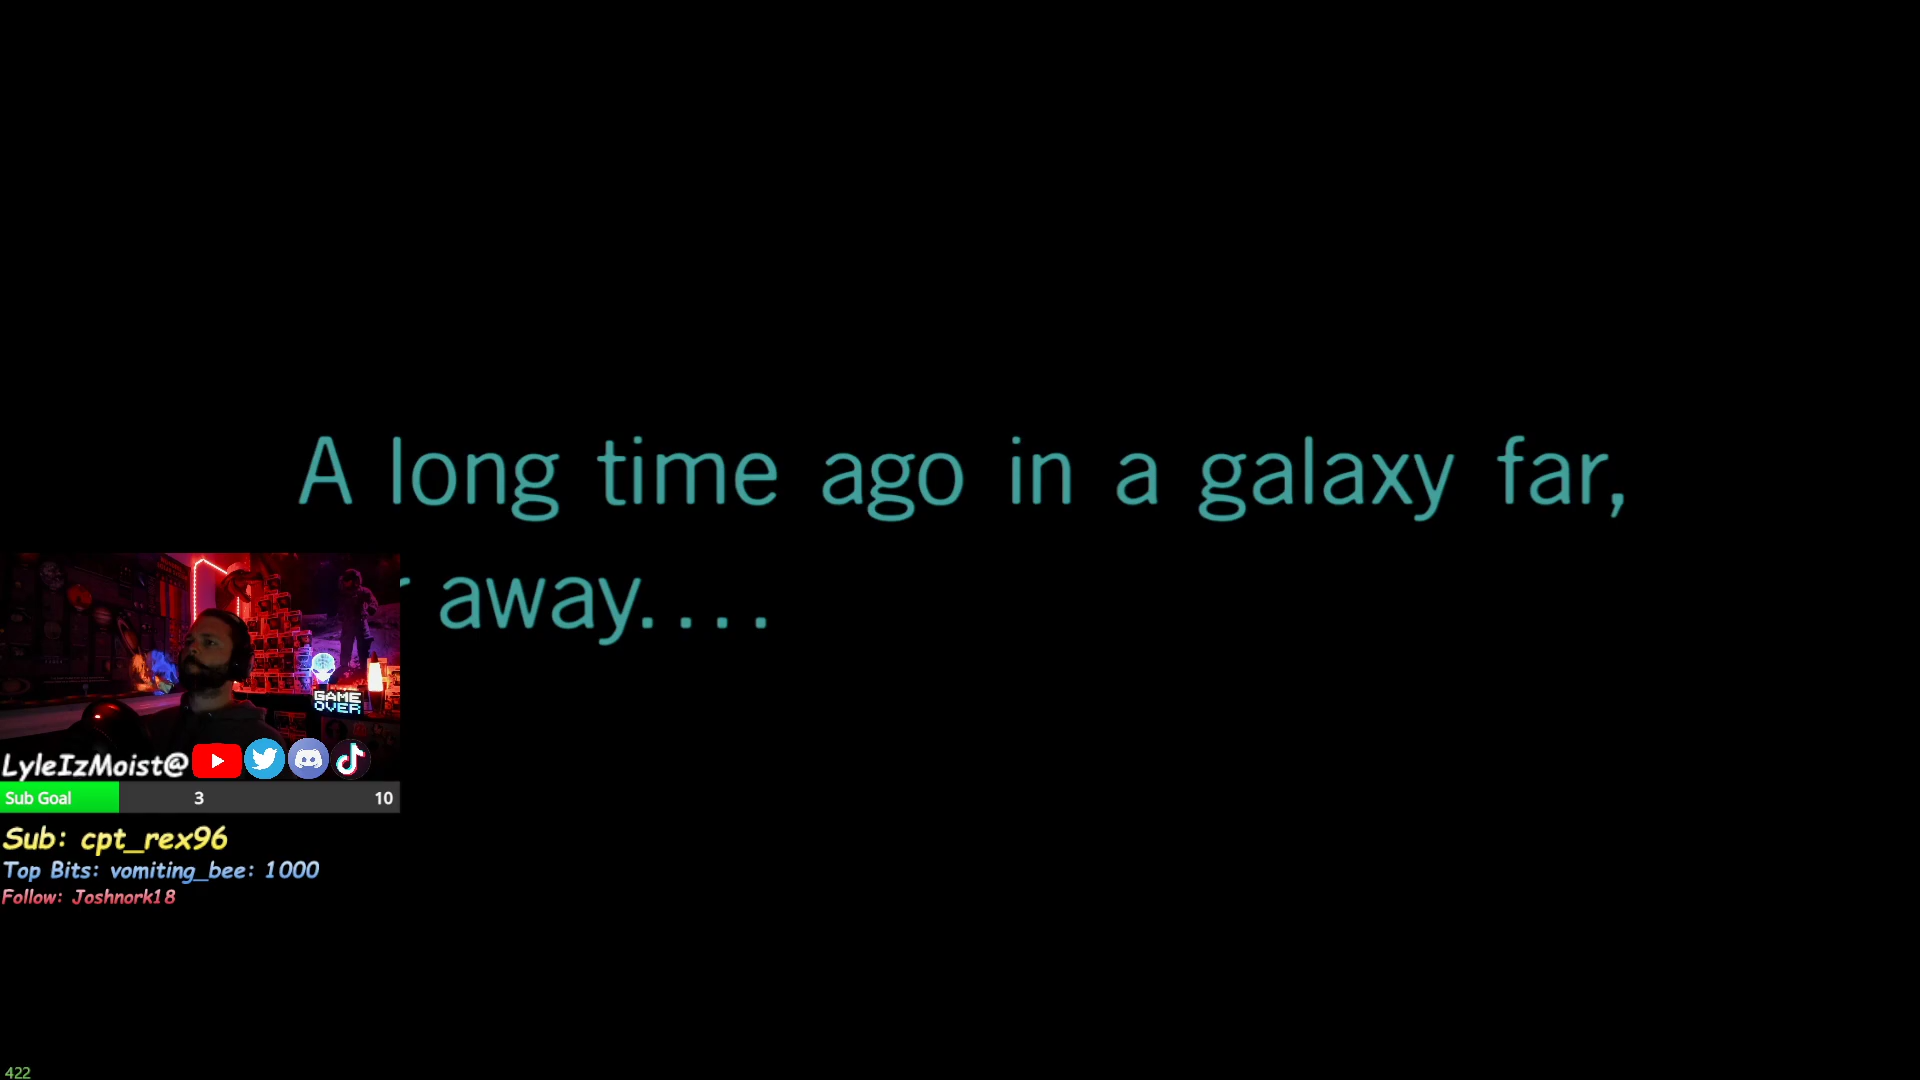 A long time ago in a galaxy far,
r away....
GAME
OVER
LyleIzMoist@
Sub Goal 3 10
Sub: cpt_rex96
Top Bits: vomiting_bee: 1000
Follow: Joshnork18
422